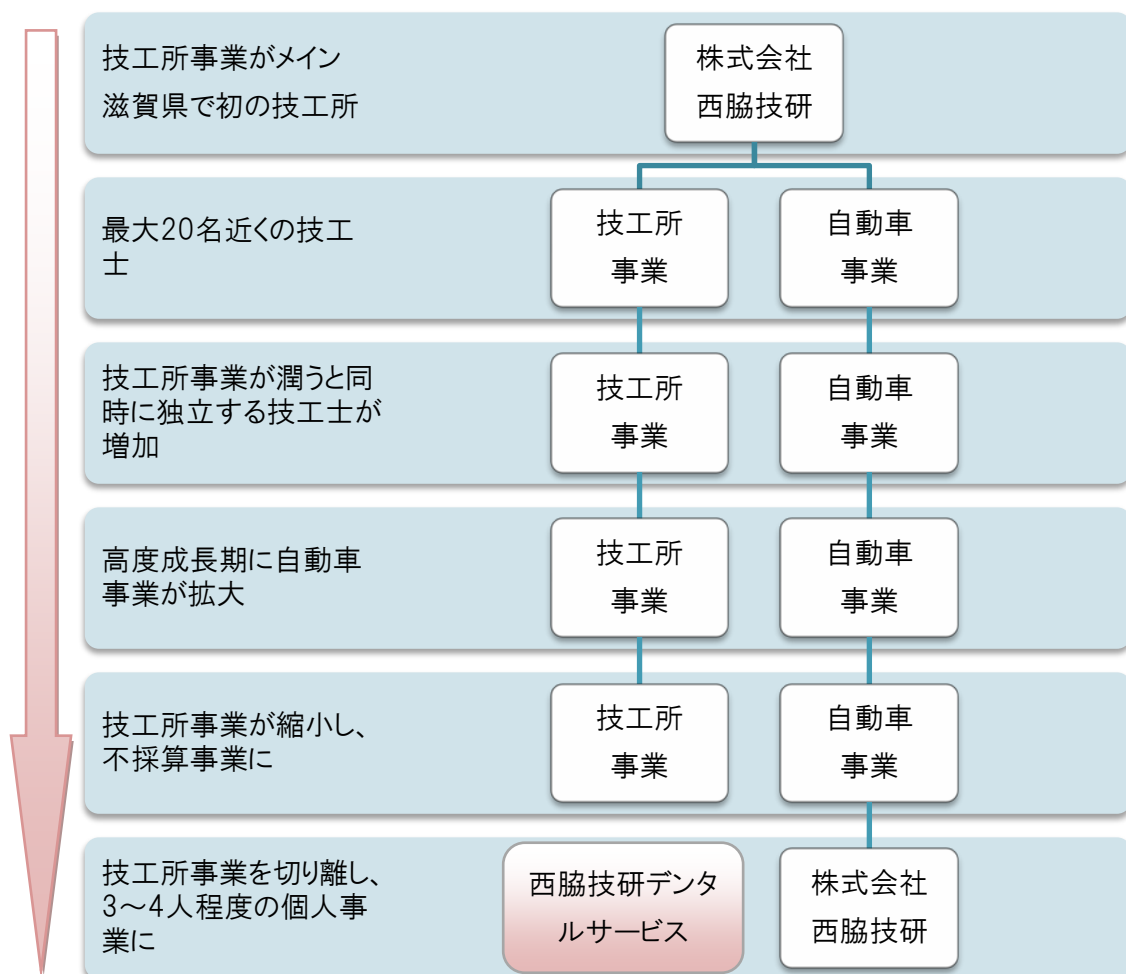 技工所事業がメイン
滋賀県で初の技工所
株式会社
西脇技研
最大20名近くの技工
士
技工所
事業
自動車
事業
技工所事業が潤うと同
時に独立する技工士が
増加
技工所
事業
自動車
事業
高度成長期に自動車
事業が拡大
技工所
事業
自動車
事業
技工所事業が縮小し、
不採算事業に
技工所
事業
自動車
事業
技工所事業を切り離し、
3～4人程度の個人事
業に
西脇技研デンタ
ルサービス
株式会社
西脇技研